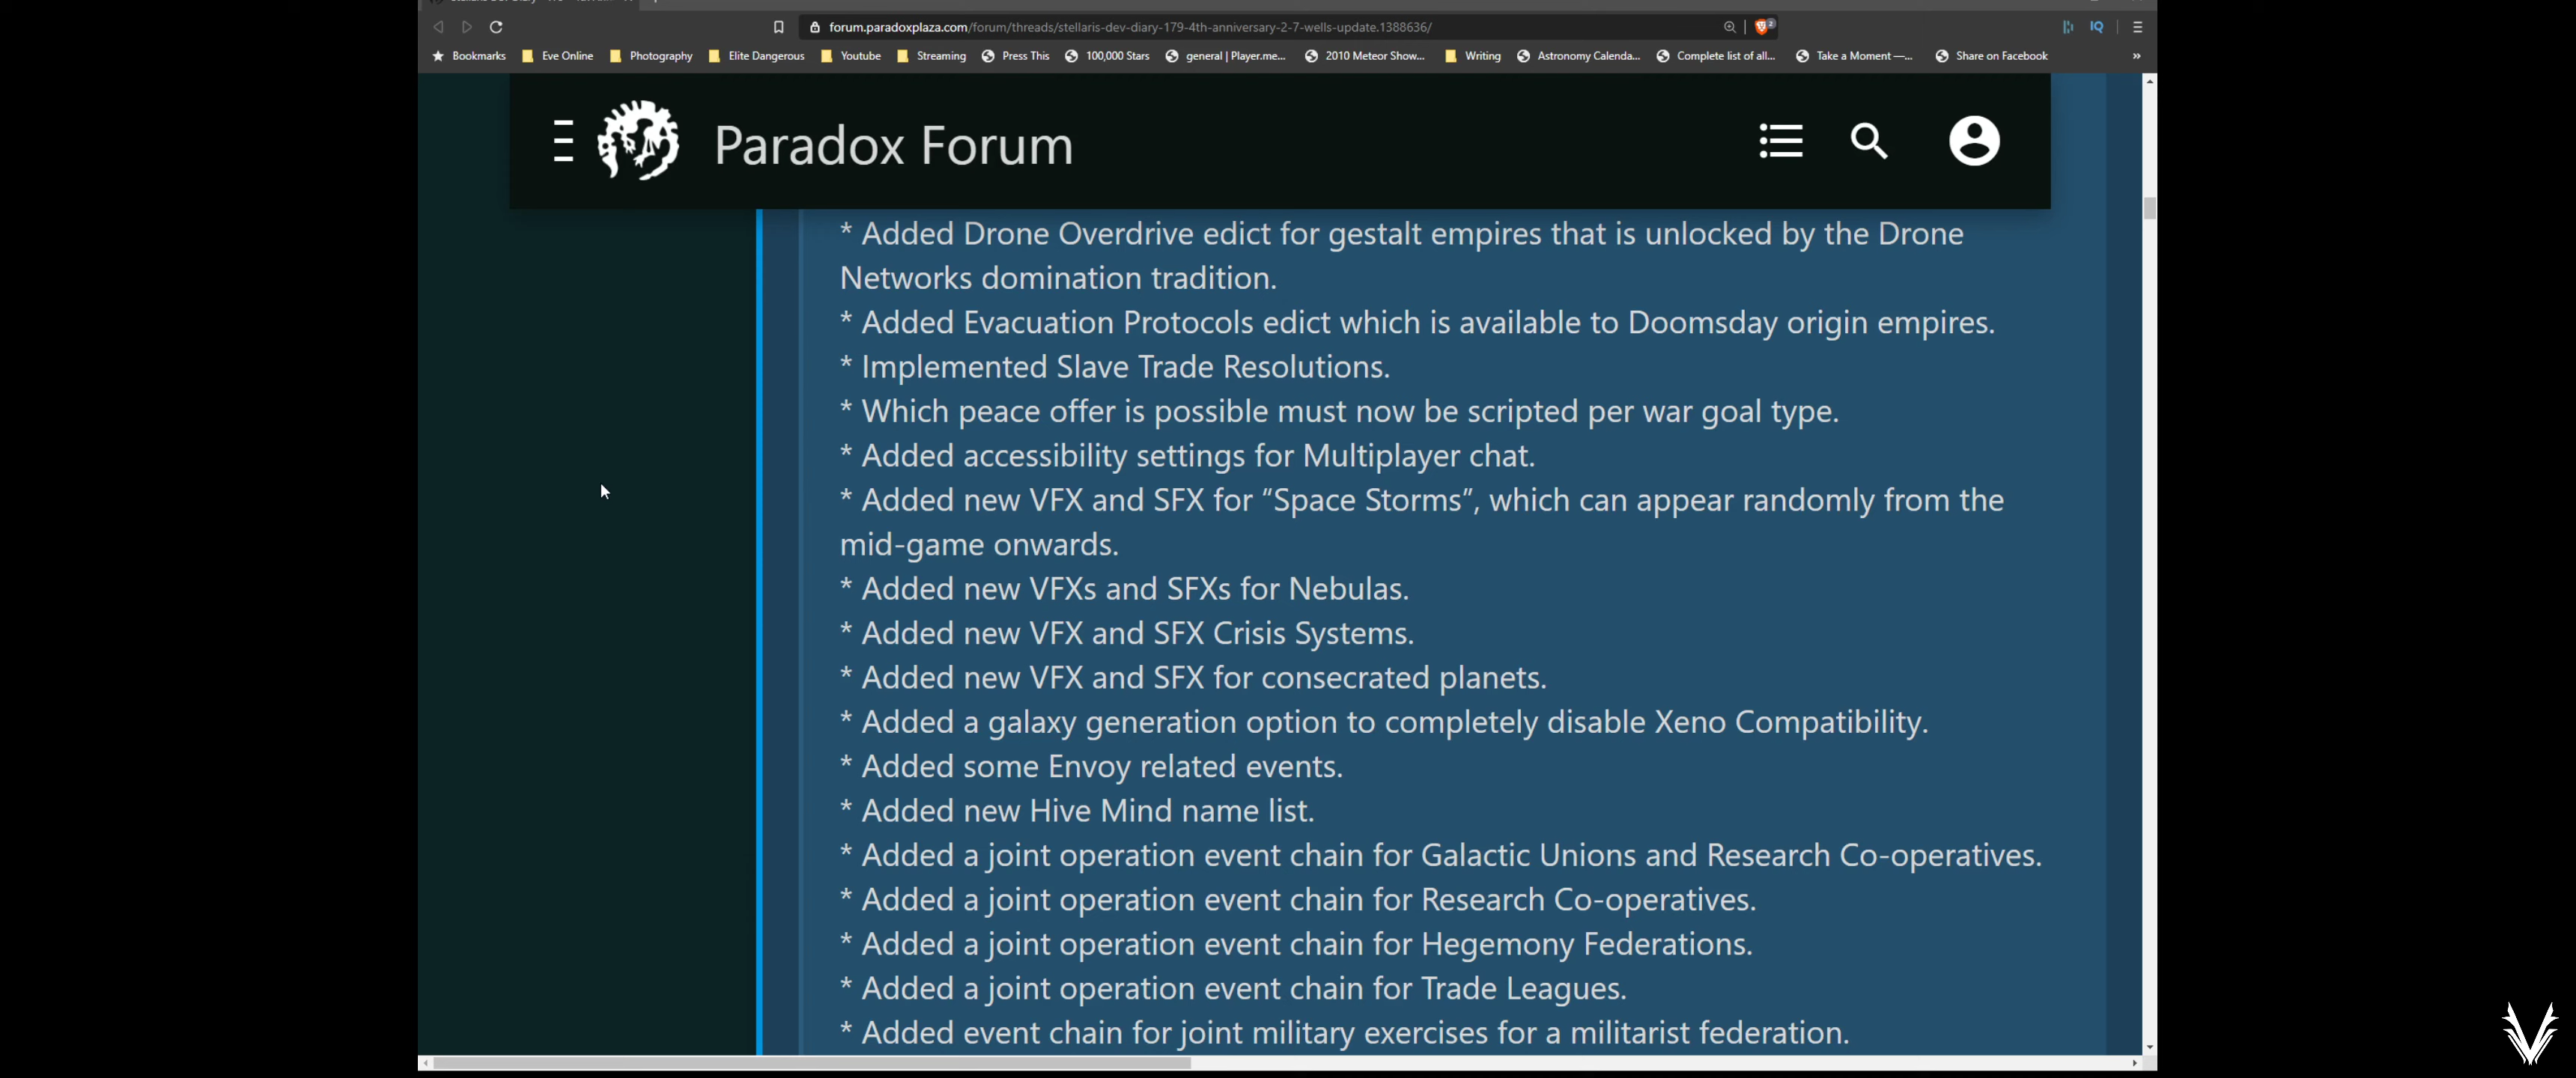 forum.paradoxplaza.com/forum/threads/stellaris-dev-diary-179-4th-anniversary-2-7-wells-update.1388636/
2
IQ
Bookmarks Eve Online Photography Elite Dangerous Youtube Streaming Press This 100,000 Stars general | Player.me... 2010 Meteor Show... Writing Astronomy Calenda... Complete list of all... Take a Moment —... Share on Facebook »
Paradox Forum
* Added Drone Overdrive edict for gestalt empires that is unlocked by the Drone
Networks domination tradition.
* Added Evacuation Protocols edict which is available to Doomsday origin empires.
* Implemented Slave Trade Resolutions.
* Which peace offer is possible must now be scripted per war goal type.
* Added accessibility settings for Multiplayer chat.
* Added new VFX and SFX for “Space Storms”, which can appear randomly from the
mid-game onwards.
* Added new VFXs and SFXs for Nebulas.
* Added new VFX and SFX Crisis Systems.
* Added new VFX and SFX for consecrated planets.
* Added a galaxy generation option to completely disable Xeno Compatibility.
* Added some Envoy related events.
* Added new Hive Mind name list.
* Added a joint operation event chain for Galactic Unions and Research Co-operatives.
* Added a joint operation event chain for Research Co-operatives.
* Added a joint operation event chain for Hegemony Federations.
* Added a joint operation event chain for Trade Leagues.
* Added event chain for joint military exercises for a militarist federation.